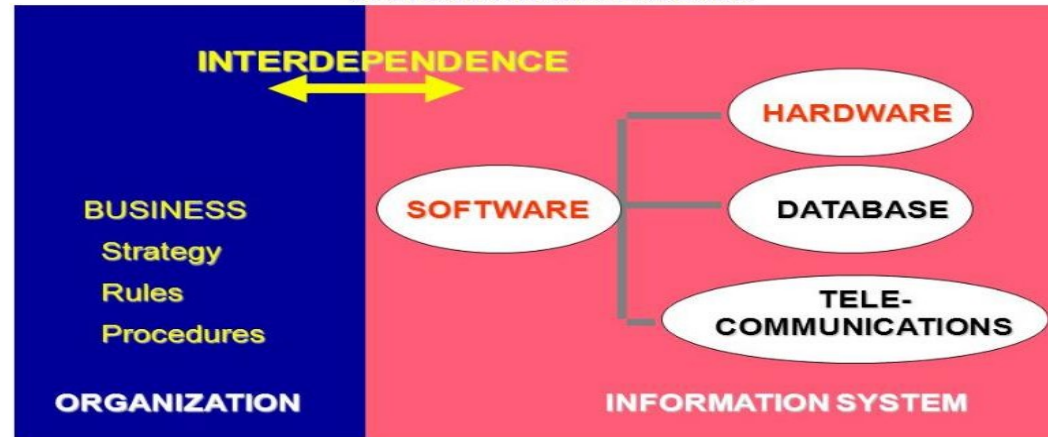 INTERDEPENDENCE
BUSINESS
Strategy
Rules
Procedures
ORGANIZATION
SOFTWARE
HARDWARE
DATABASE
TELE-
COMMUNICATIONS
INFORMATION SYSTEM